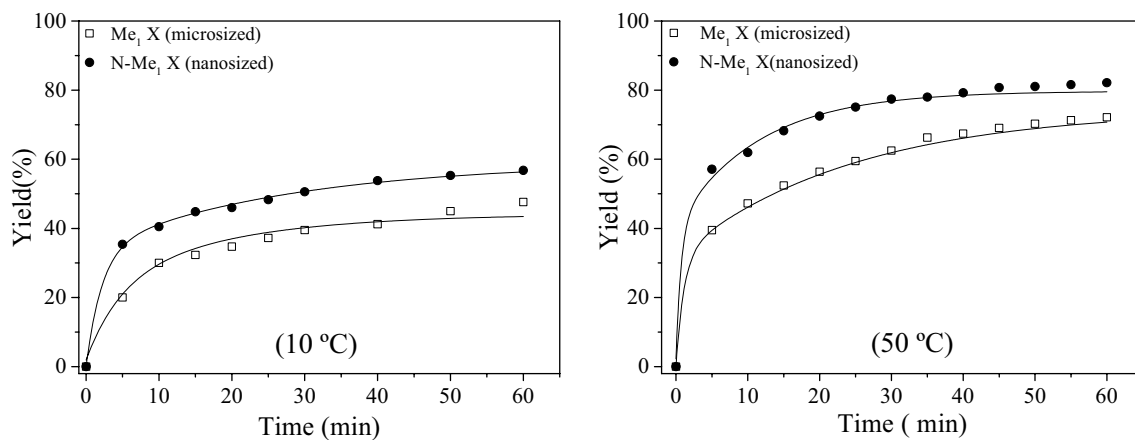 Me₁ X (microsized)
N-Me₁ X (nanosized)
Yield(%)
100
80
60
40
20
0
(10 ºC)
0 10 20 30 40 50 60
Time (min)
Me₁ X (microsized)
N-Me₁ X(nanosized)
Yield (%)
100
80
60
40
20
0
(50 ºC)
0 10 20 30 40 50 60
Time ( min)